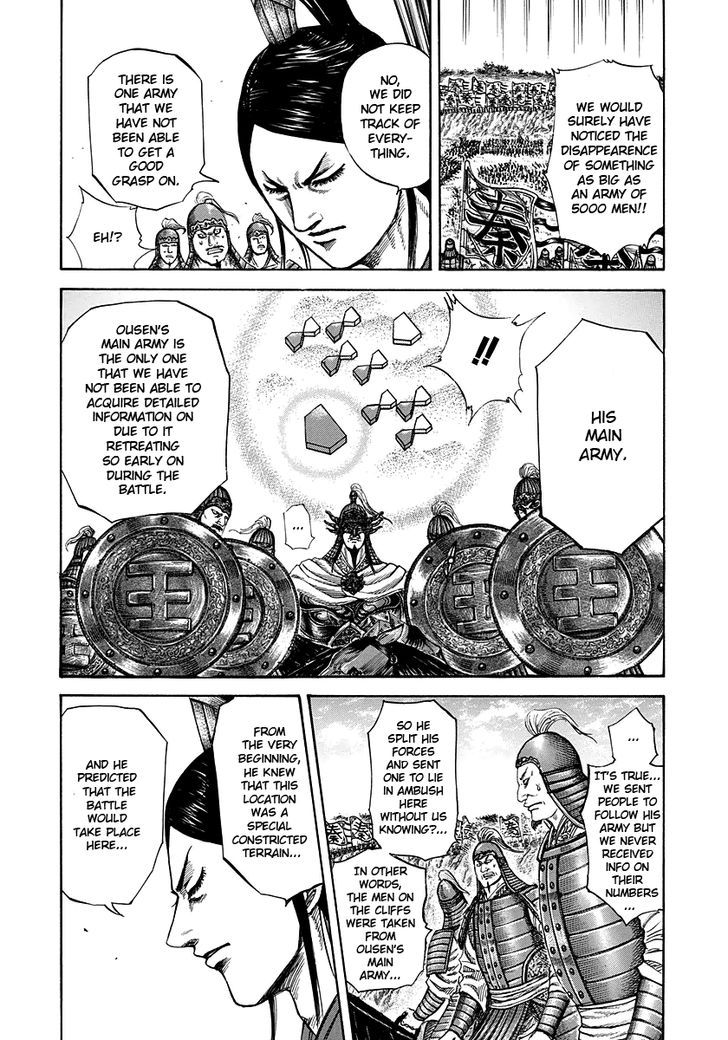 WE WOULD
SURELY HAVE
NOTICED THE
DISAPPEARENCE
OF SOMETHING
AS BIG AS
AN ARMY OF
5000 MEN!!
秦
NO,
WE DID
NOT KEEP
TRACK OF
EVERY-
THING.
THERE IS
ONE ARMY
THAT WE
HAVE NOT
BEEN ABLE
TO GET A
GOOD
GRASP ON.
EH!?
HIS
MAIN
ARMY.
!!
OUSEN'S
MAIN ARMY IS
THE ONLY ONE
THAT WE HAVE
NOT BEEN ABLE TO
ACQUIRE DETAILED
INFORMATION ON
DUE TO IT
RETREATING
SO EARLY ON
DURING THE
BATTLE.
...
王
王
王
王
...
IT'S TRUE...
WE SENT
PEOPLE TO
FOLLOW HIS
ARMY BUT
WE NEVER
RECEIVED
INFO ON
THEIR
NUMBERS
...
SO HE
SPLIT HIS
FORCES
AND SENT
ONE TO LIE
IN AMBUSH
HERE
WITHOUT US
KNOWING?...
IN OTHER
WORDS,
THE MEN ON
THE CLIFFS
WERE TAKEN
FROM
OUSEN'S
MAIN
ARMY...
FROM
THE VERY
BEGINNING,
HE KNEW
THAT THIS
LOCATION
WAS A
SPECIAL
CONSTRICTED
TERRAIN...
AND HE
PREDICTED
THAT THE
BATTLE
WOULD
TAKE PLACE
HERE...